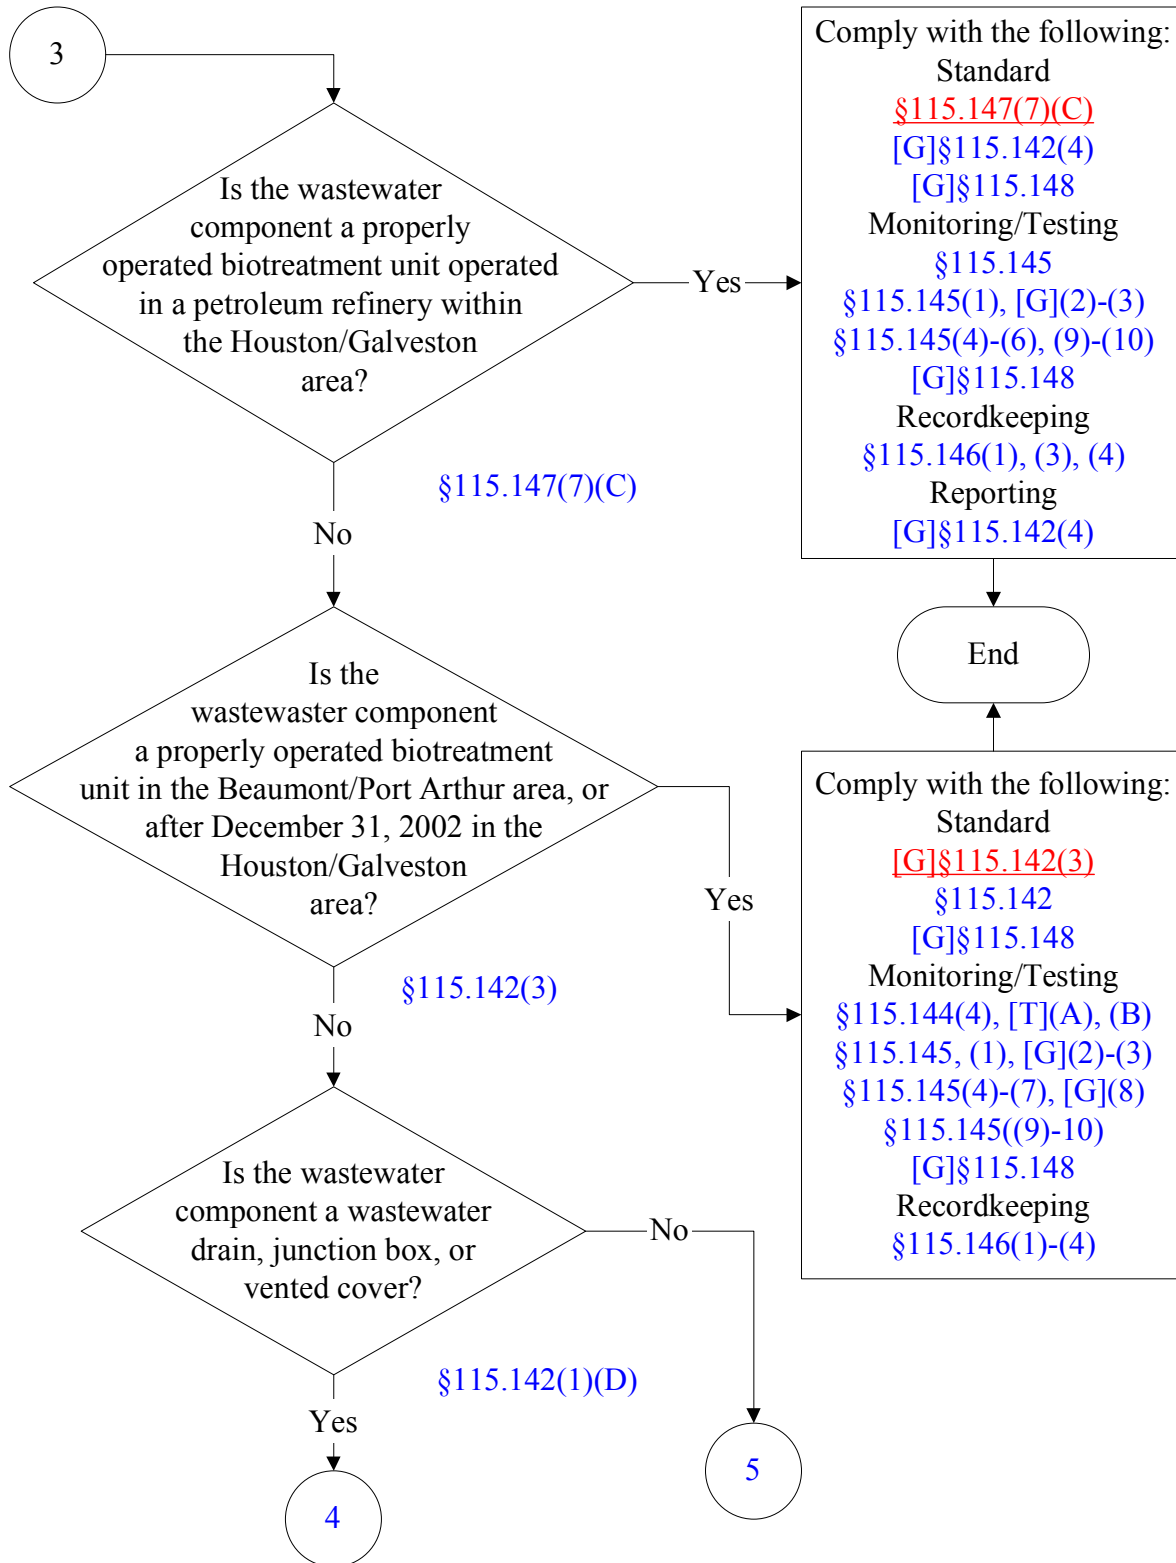 3
Is the wastewater
component a properly
operated biotreatment unit operated
in a petroleum refinery within
the Houston/Galveston
area?
Yes
§115.147(7)(C)
No
Comply with the following:
Standard
§115.147(7)(C)
[G]§115.142(4)
[G]§115.148
Monitoring/Testing
§115.145
§115.145(1), [G](2)-(3)
§115.145(4)-(6), (9)-(10)
[G]§115.148
Recordkeeping
§115.146(1), (3), (4)
Reporting
[G]§115.142(4)
End
Is the
wastewaster component
a properly operated biotreatment
unit in the Beaumont/Port Arthur area, or
after December 31, 2002 in the
Houston/Galveston
area?
Yes
§115.142(3)
No
Comply with the following:
Standard
[G]§115.142(3)
§115.142
[G]§115.148
Monitoring/Testing
§115.144(4), [T](A), (B)
§115.145, (1), [G](2)-(3)
§115.145(4)-(7), [G](8)
§115.145((9)-10)
[G]§115.148
Recordkeeping
§115.146(1)-(4)
Is the wastewater
component a wastewater
drain, junction box, or
vented cover?
No
§115.142(1)(D)
Yes
5
4